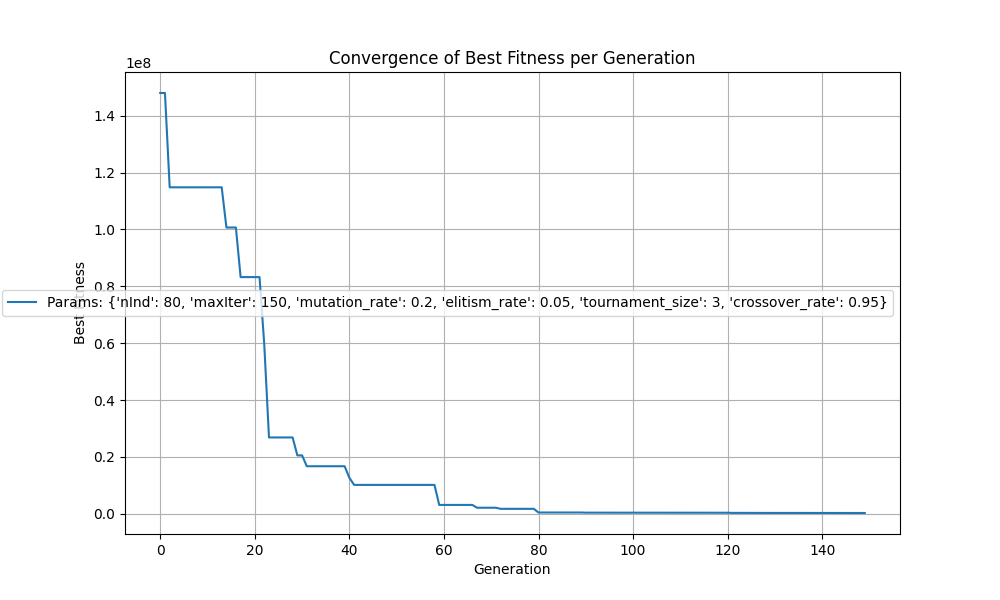 Convergence of Best Fitness per Generation
1e8
1.4
1.2
1.0
0.8
Params: {'nInd': 80, 'maxIter': 150, 'mutation_rate': 0.2, 'elitism_rate': 0.05, 'tournament_size': 3, 'crossover_rate': 0.95}
Best Fitness
0.6
0.4
0.2
0.0
0 20 40 60 80 100 120 140
Generation